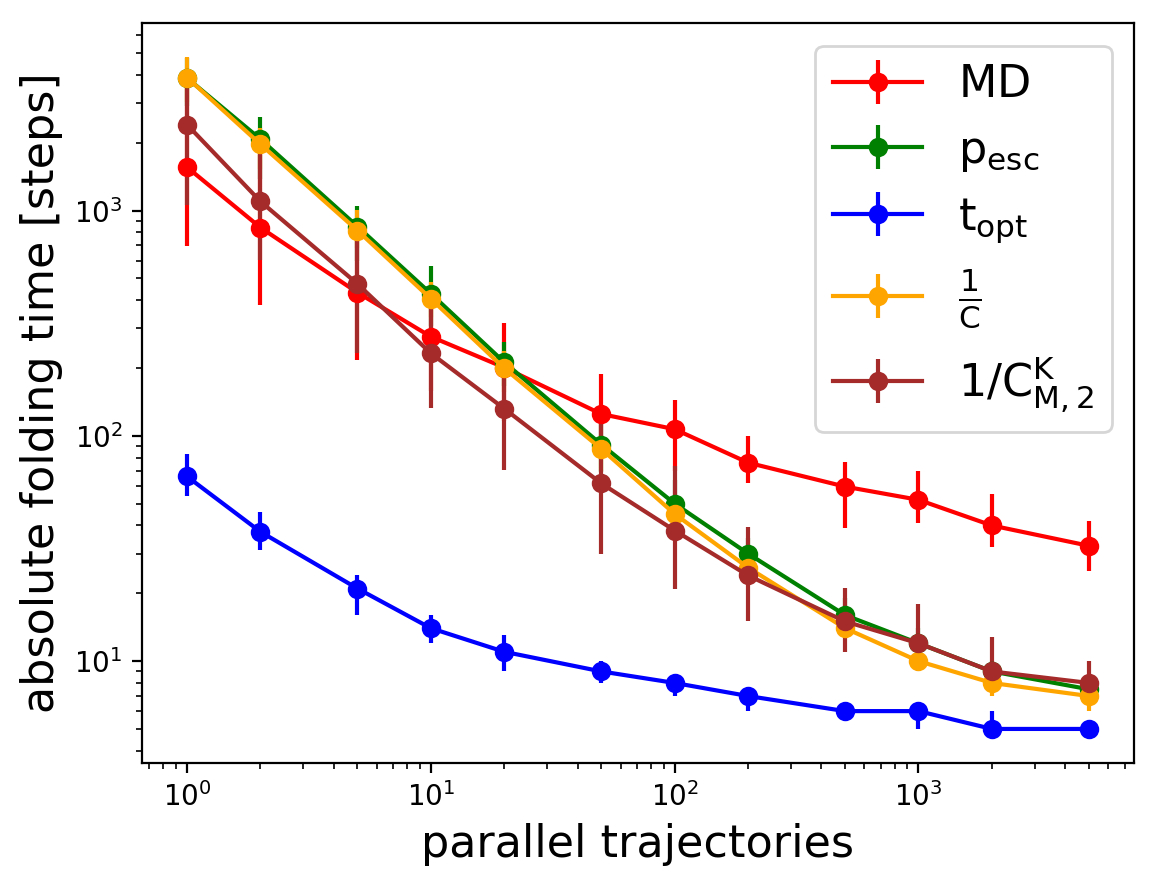 absolute folding time [steps]
10³
10²
10¹
10⁰ 10¹ 10² 10³
parallel trajectories
MD
p_esc
t_opt
1/C
1/C^K_M, 2